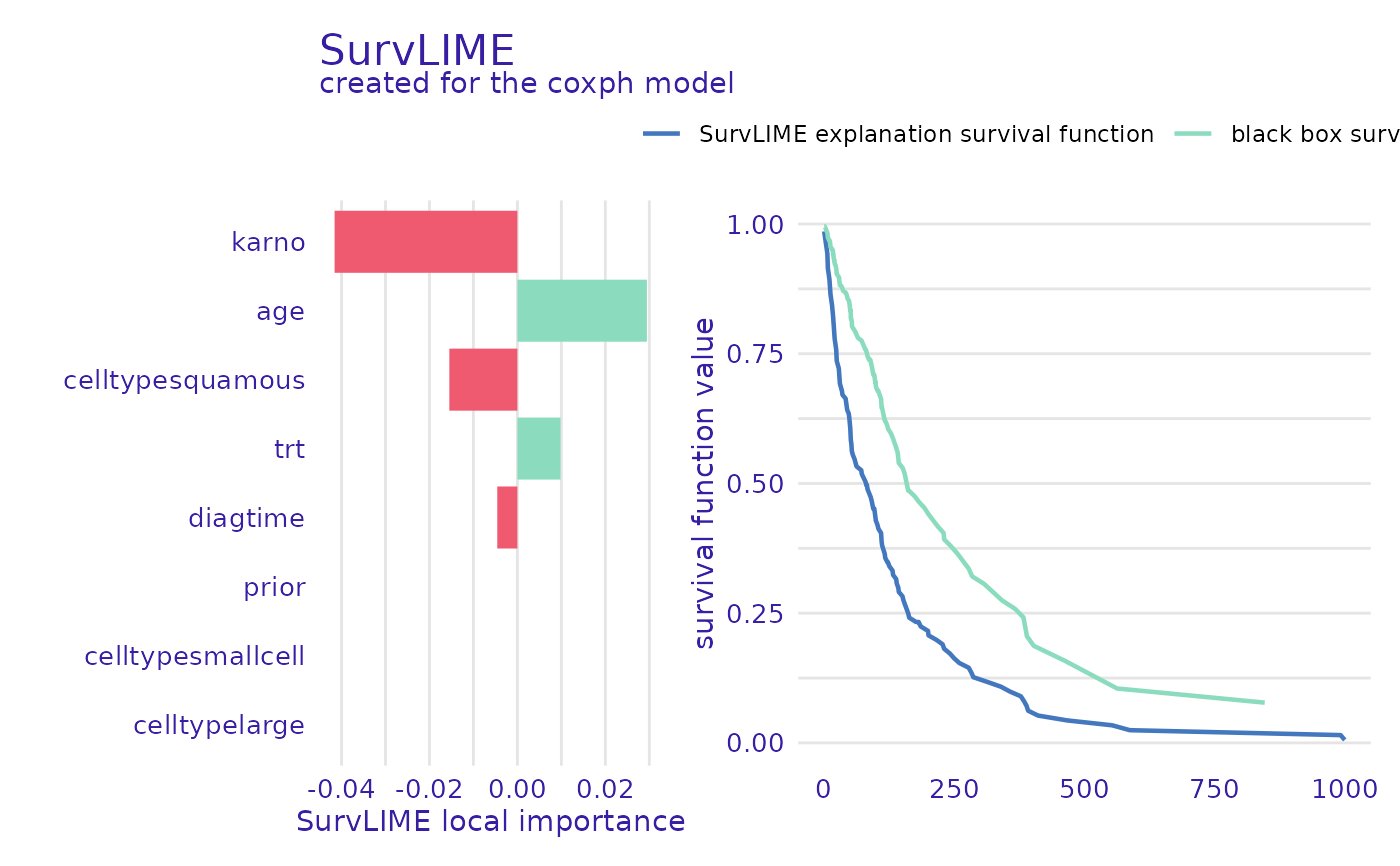 SurvLIME
created for the coxph model
SurvLIME explanation survival function
black box surv
karno
age
celltypesquamous
trt
diagtime
prior
celltypesmallcell
celltypelarge
-0.04 -0.02 0.00 0.02
SurvLIME local importance
survival function value
1.00
0.75
0.50
0.25
0.00
0 250 500 750 1000